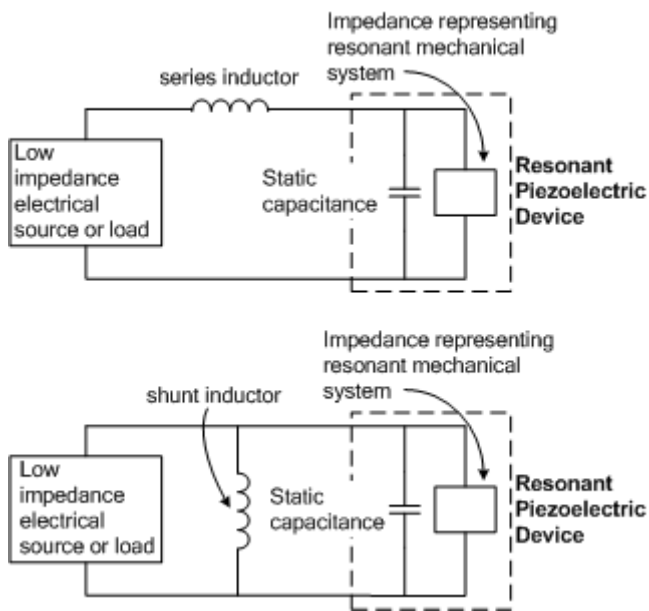 Impedance representing
resonant mechanical
system
series inductor
Low
impedance
electrical
source or load
Static
capacitance
Resonant
Piezoelectric
Device
Impedance representing
resonant mechanical
system
shunt inductor
Low
impedance
electrical
source or load
Static
capacitance
Resonant
Piezoelectric
Device